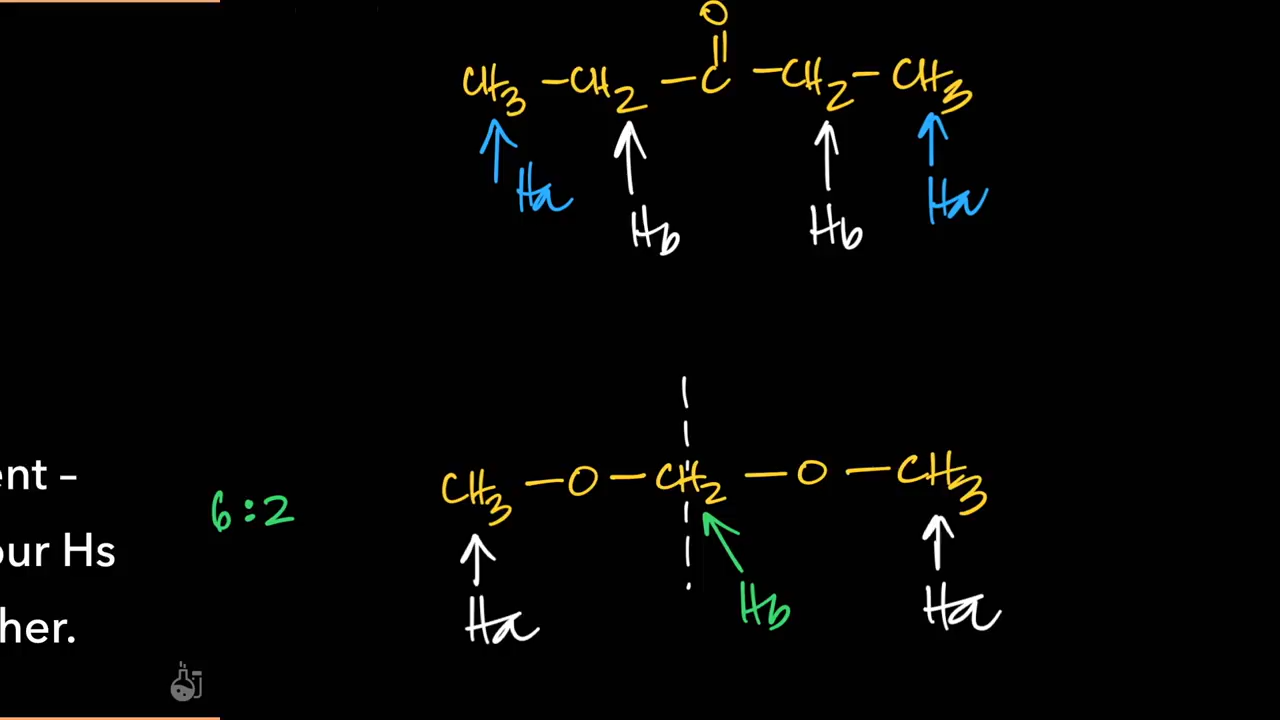 O
CH3 - CH2 - C - CH2 - CH3
Ha Hb Hb Ha
ent –
6:2
CH3 - O - CH2 - O - CH3
our Hs
Ha Hb Ha
her.